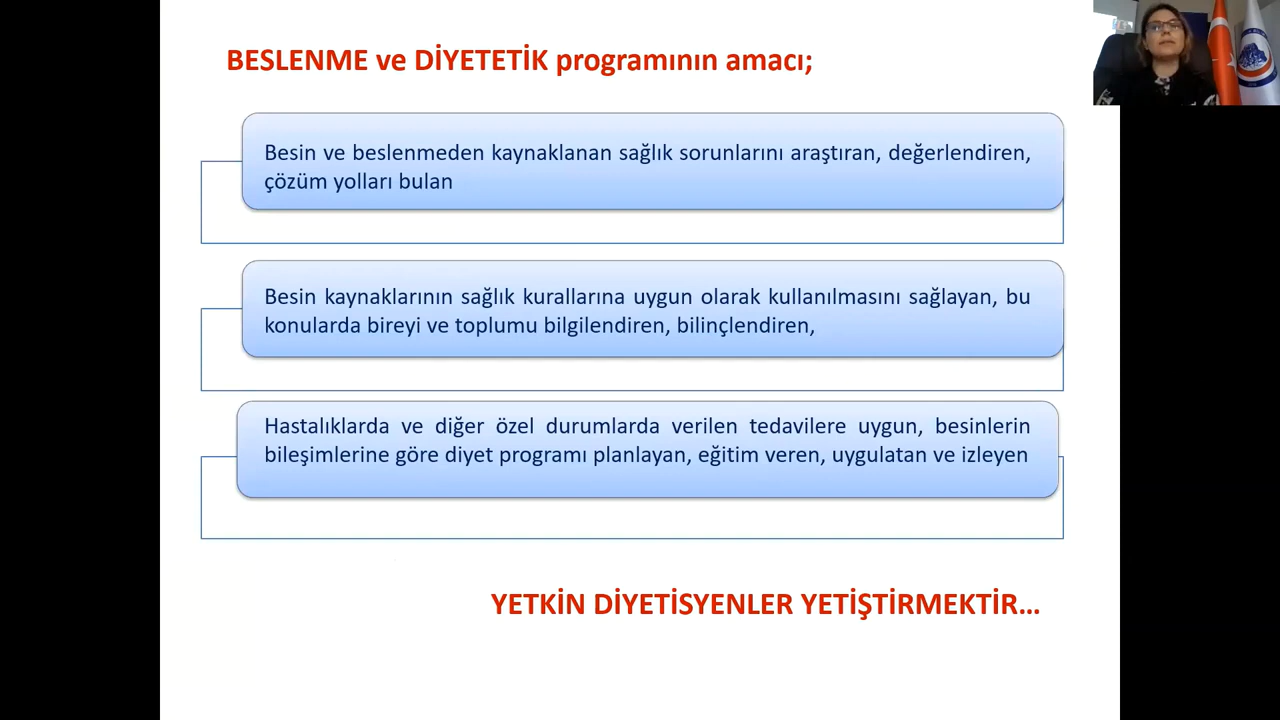 BESLENME ve DİYETETİK programının amacı;
Besin ve beslenmeden kaynaklanan sağlık sorunlarını araştıran, değerlendiren,
çözüm yolları bulan
Besin kaynaklarının sağlık kurallarına uygun olarak kullanılmasını sağlayan, bu
konularda bireyi ve toplumu bilgilendiren, bilinçlendiren,
Hastalıklarda ve diğer özel durumlarda verilen tedavilere uygun, besinlerin
bileşimlerine göre diyet programı planlayan, eğitim veren, uygulatan ve izleyen
YETKİN DİYETİSYENLER YETİŞTİRMEKTİR...